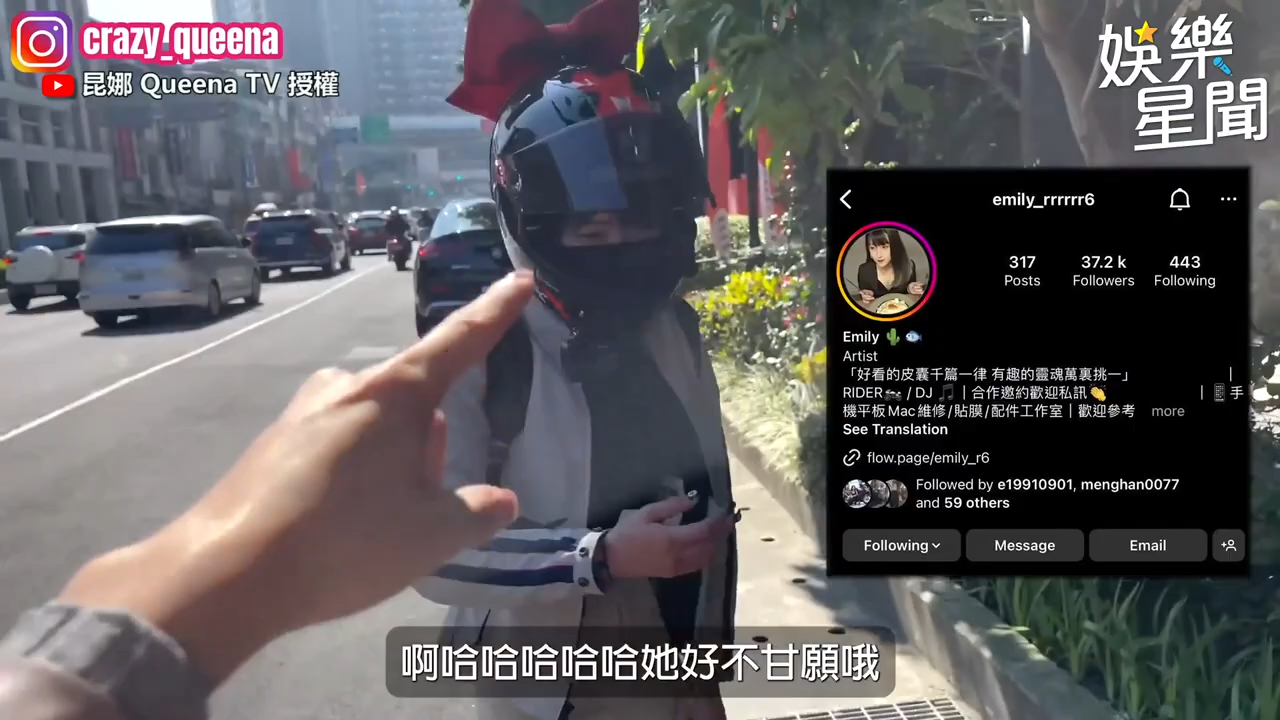 crazy_queena
昆娜 Queena TV 授權
娛樂
星聞
emily_rrrrrr6
317
37.2 k
443
Posts
Followers
Following
Emily
Artist
「好看的皮囊千篇一律 有趣的靈魂萬裏挑一」 |
RIDER / DJ | 合作邀約歡迎私訊 | 手
機平板Mac維修/貼膜/配件工作室 | 歡迎參考 more
See Translation
flow.page/emily_r6
Followed by e19910901, menghan0077
and 59 others
Following
Message
Email
啊哈哈哈哈哈她好不甘願哦